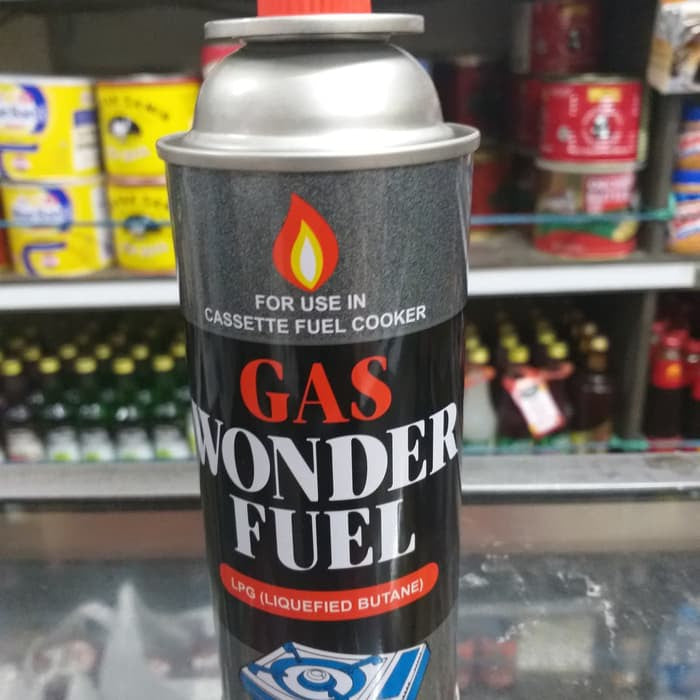 FOR USE IN
CASSETTE FUEL COOKER
GAS
WONDER
FUEL
LPG (LIQUEFIED BUTANE)